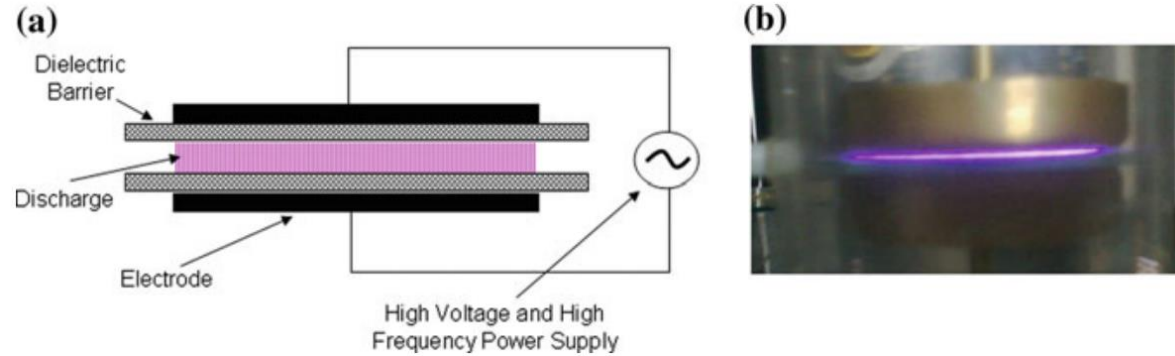 (a)
Dielectric
Barrier
Discharge
Electrode
High Voltage and High
Frequency Power Supply
(b)